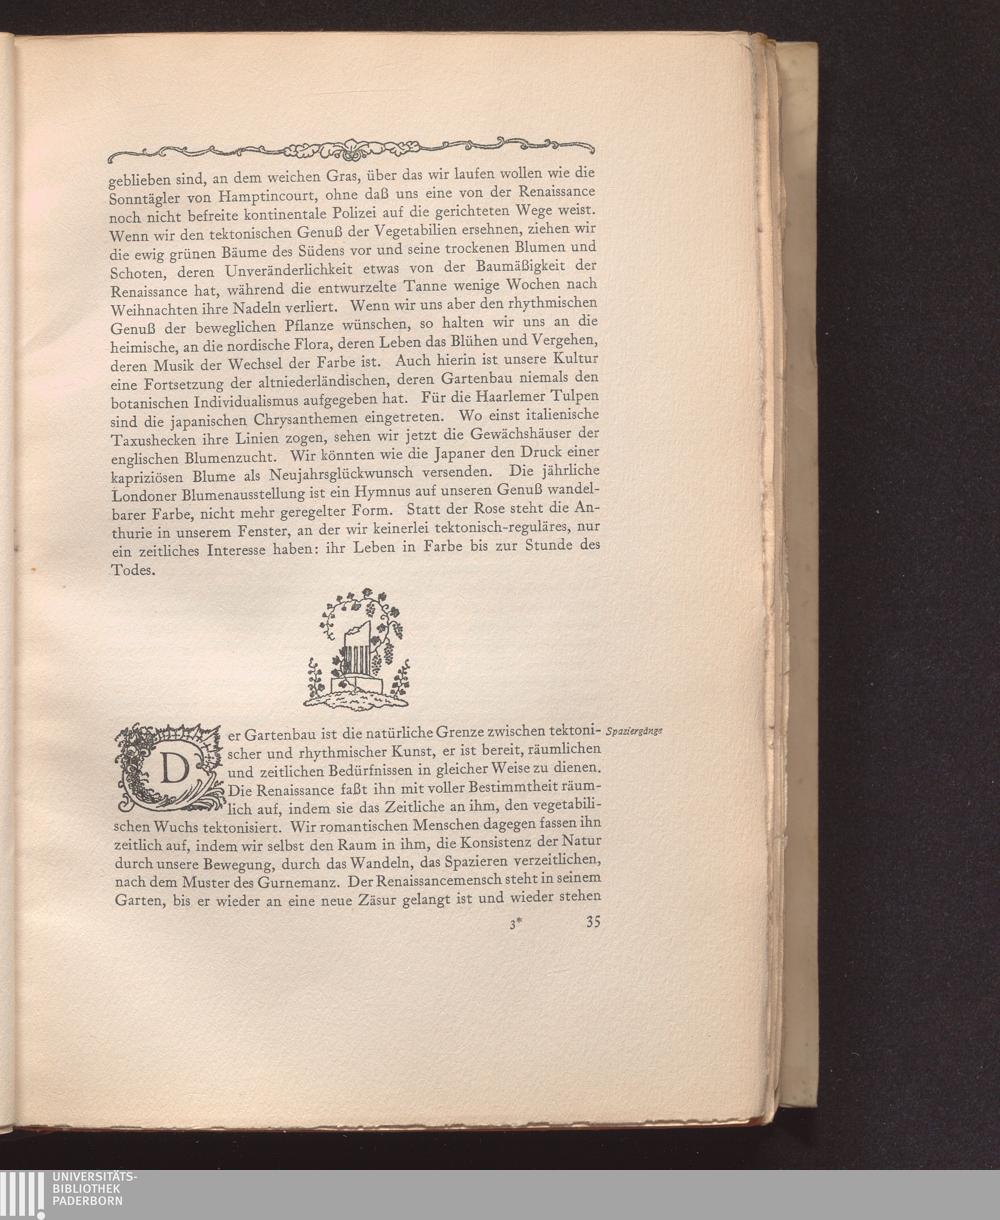 geblieben sind, an dem weichen Gras, über das wir laufen wollen wie die
Sonntägler von Hamptincourt, ohne daß uns eine von der Renaissance
noch nicht befreite kontinentale Polizei auf die gerichteten Wege weist.
Wenn wir den tektonischen Genuß der Vegetabilien ersehnen, ziehen wir
die ewig grünen Bäume des Südens vor und seine trockenen Blumen und
Schoten, deren Unveränderlichkeit etwas von der Baumäßigkeit der
Renaissance hat, während die entwurzelte Tanne wenige Wochen nach
Weihnachten ihre Nadeln verliert. Wenn wir uns aber den rhythmischen
Genuß der beweglichen Pflanze wünschen, so halten wir uns an die
heimische, an die nordische Flora, deren Leben das Blühen und Vergehen,
deren Musik der Wechsel der Farbe ist. Auch hierin ist unsere Kultur
eine Fortsetzung der altniederländischen, deren Gartenbau niemals den
botanischen Individualismus aufgegeben hat. Für die Haarlemer Tulpen
sind die japanischen Chrysanthemen eingetreten. Wo einst italienische
Taxushecken ihre Linien zogen, sehen wir jetzt die Gewächshäuser der
englischen Blumenzucht. Wir könnten wie die Japaner den Druck einer
kapriziösen Blume als Neujahrsglückwunsch versenden. Die jährliche
Londoner Blumenausstellung ist ein Hymnus auf unseren Genuß wandel-
barer Farbe, nicht mehr geregelter Form. Statt der Rose steht die An-
thurie in unserem Fenster, an der wir keinerlei tektonisch-reguläres, nur
ein zeitliches Interesse haben: ihr Leben in Farbe bis zur Stunde des
Todes.
Der Gartenbau ist die natürliche Grenze zwischen tektoni- Spaziergänge
scher und rhythmischer Kunst, er ist bereit, räumlichen
und zeitlichen Bedürfnissen in gleicher Weise zu dienen.
Die Renaissance faßt ihn mit voller Bestimmtheit räum-
lich auf, indem sie das Zeitliche an ihm, den vegetabili-
schen Wuchs tektonisiert. Wir romantischen Menschen dagegen fassen ihn
zeitlich auf, indem wir selbst den Raum in ihm, die Konsistenz der Natur
durch unsere Bewegung, durch das Wandeln, das Spazieren verzeitlichen,
nach dem Muster des Gurnemanz. Der Renaissancemensch steht in seinem
Garten, bis er wieder an eine neue Zäsur gelangt ist und wieder stehen
3* 35
UNIVERSITÄTS-
BIBLIOTHEK
PADERBORN